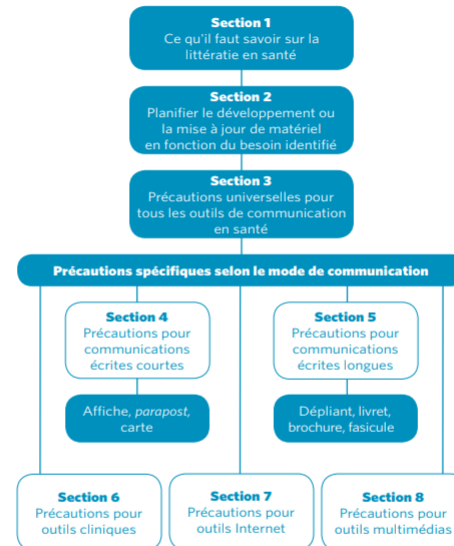 Section 1
Ce qu'il faut savoir sur la
littératie en santé
Section 2
Planifier le développement ou
la mise à jour de matériel
en fonction du besoin identifié
Section 3
Précautions universelles pour
tous les outils de communication
en santé
Précautions spécifiques selon le mode de communication
Section 4
Précautions pour
communications
écrites courtes
Affiche, parapost,
carte
Section 5
Précautions pour
communications
écrites longues
Dépliant, livret,
brochure, fasicule
Section 6
Précautions pour
outils cliniques
Section 7
Précautions pour
outils Internet
Section 8
Précautions pour
outils multimédias